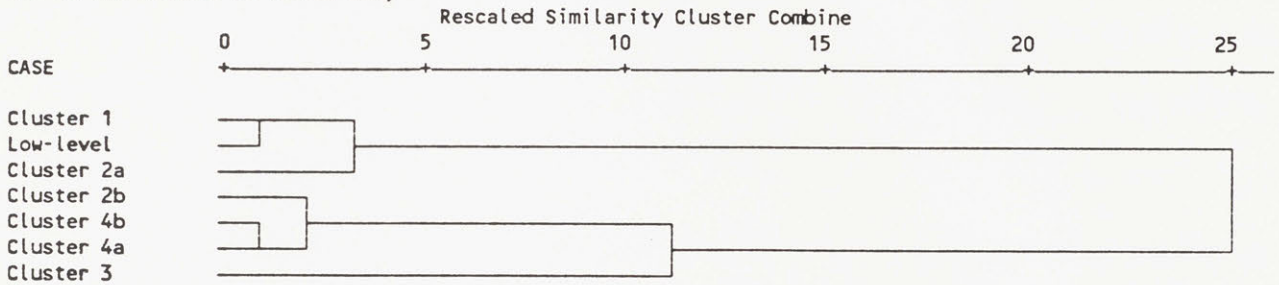 Rescaled Similarity Cluster Combine
0 5 10 15 20 25
CASE
Cluster 1
Low-level
Cluster 2a
Cluster 2b
Cluster 4b
Cluster 4a
Cluster 3